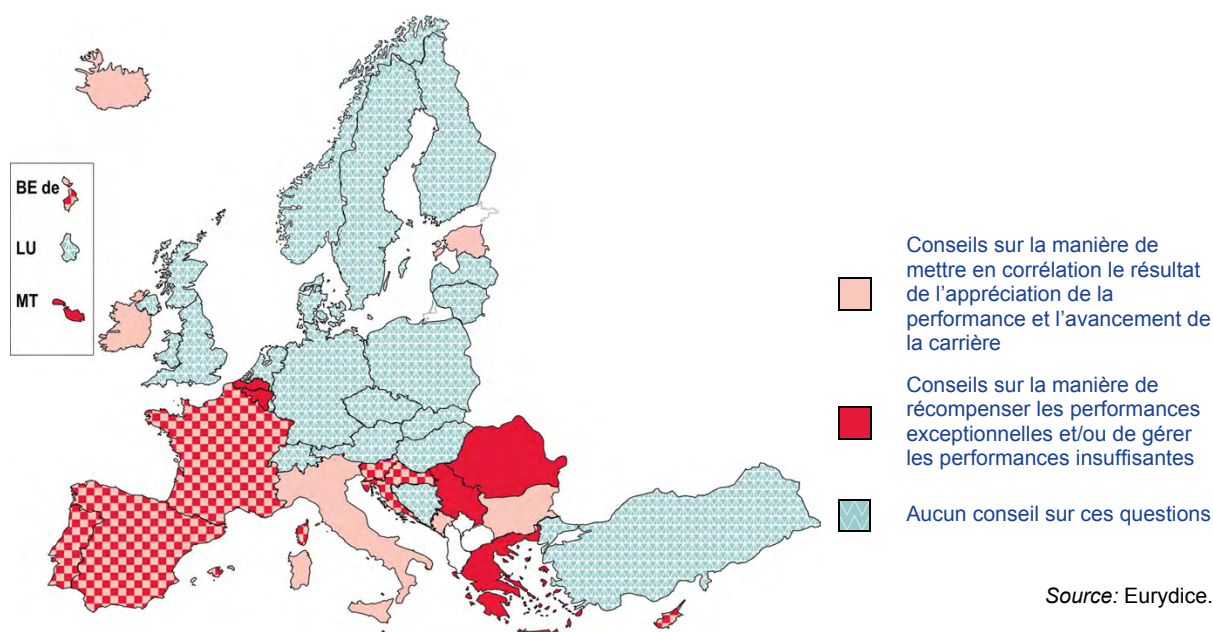 BE de
LU
MT
Conseils sur la manière de
mettre en corrélation le résultat
de l’appréciation de la
performance et l’avancement de
la carrière
Conseils sur la manière de
récompenser les performances
exceptionnelles et/ou de gérer
les performances insuffisantes
Aucun conseil sur ces questions
Source: Eurydice.